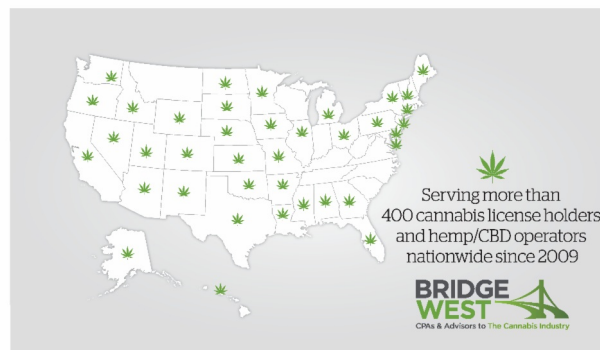 Serving more than
400 cannabis license holders
and hemp/CBD operators
nationwide since 2009
BRIDGE
WEST
CPAs & Advisors to The Cannabis Industry